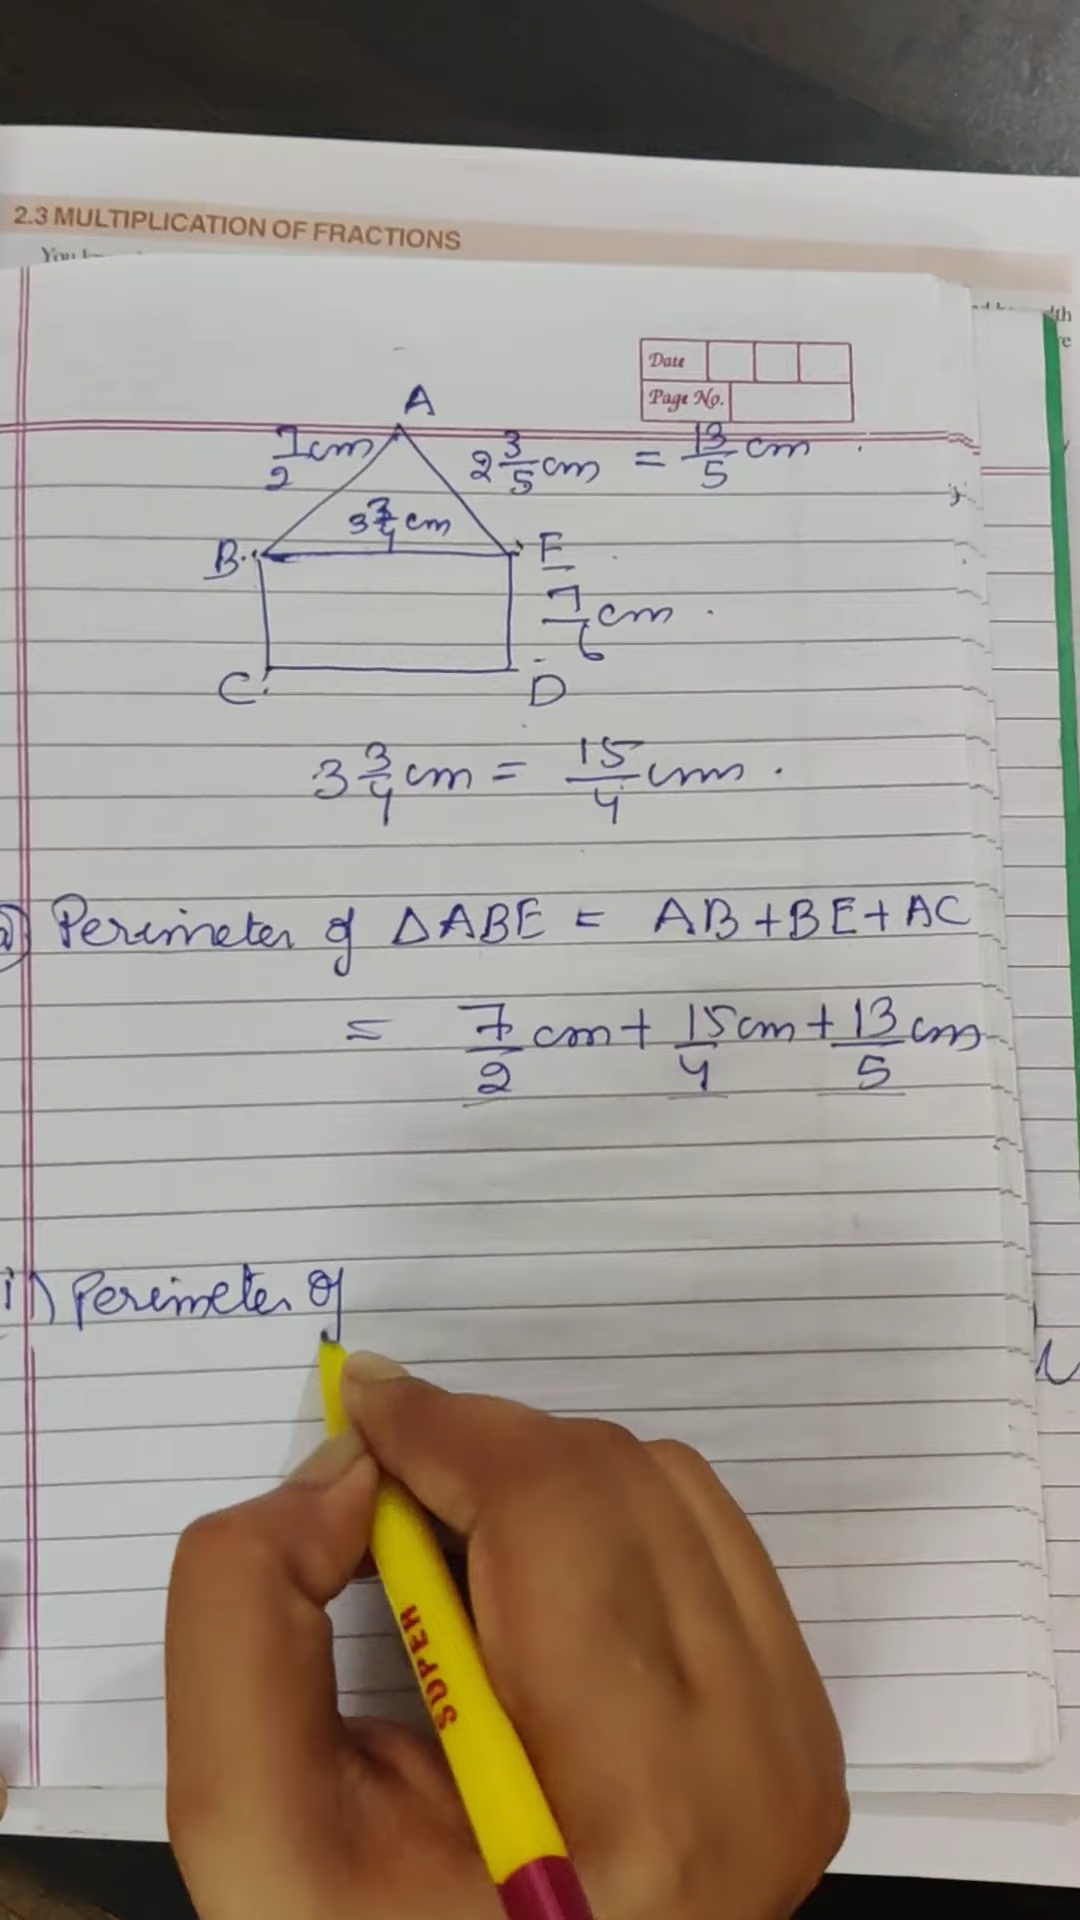 2.3 MULTIPLICATION OF FRACTIONS
You
Date
Page No.
A
7/2 cm
2 3/5 cm = 13/5 cm
3 3/4 cm
B
E
7/6 cm
C
D
3 3/4 cm = 15/4 cm.
Perimeter of △ABE = AB+BE+AC
= 7/2 cm + 15/4 cm + 13/5 cm
i) Perimeter of
SUPER